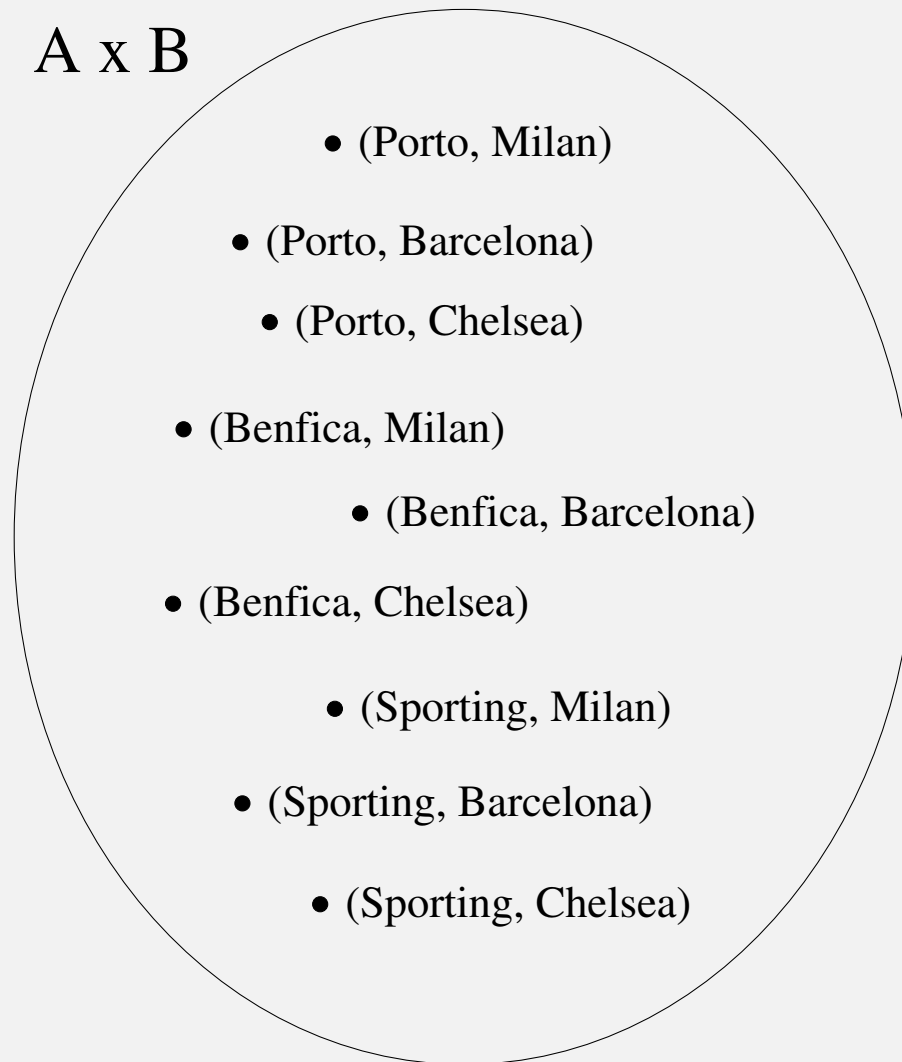 A x B
(Porto, Milan)
(Porto, Barcelona)
(Porto, Chelsea)
(Benfica, Milan)
(Benfica, Barcelona)
(Benfica, Chelsea)
(Sporting, Milan)
(Sporting, Barcelona)
(Sporting, Chelsea)